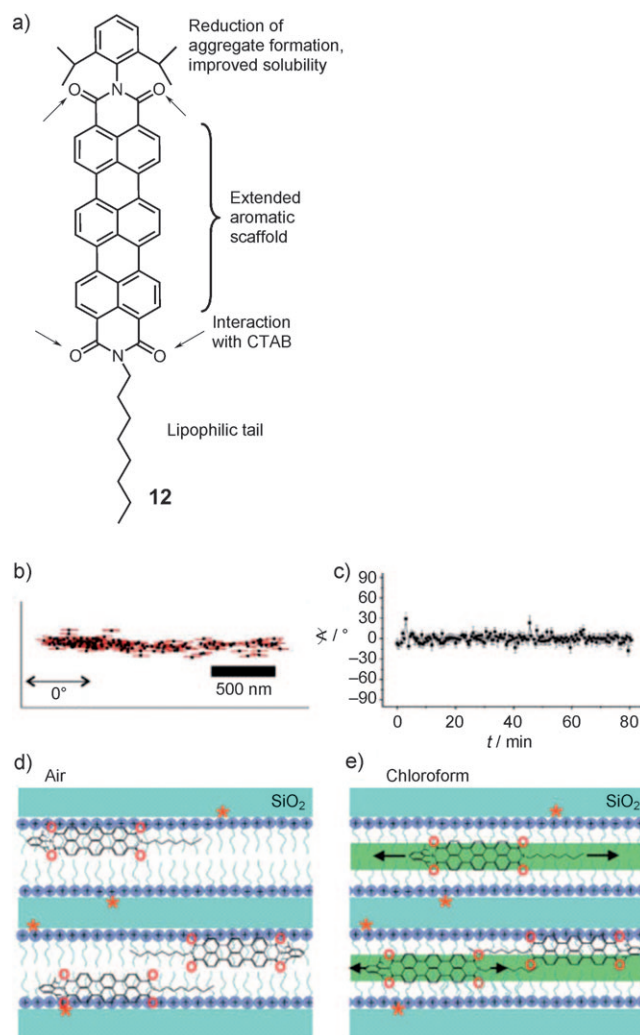 a)
Reduction of
aggregate formation,
improved solubility
O N O
Extended
aromatic
scaffold
Interaction
with CTAB
O N O
Lipophilic tail
12
b)
0°
500 nm
c)
90
60
30
0
−30
−60
−90
∢ / °
0 20 40 60 80
t / min
d) Air
SiO2
e) Chloroform
SiO2